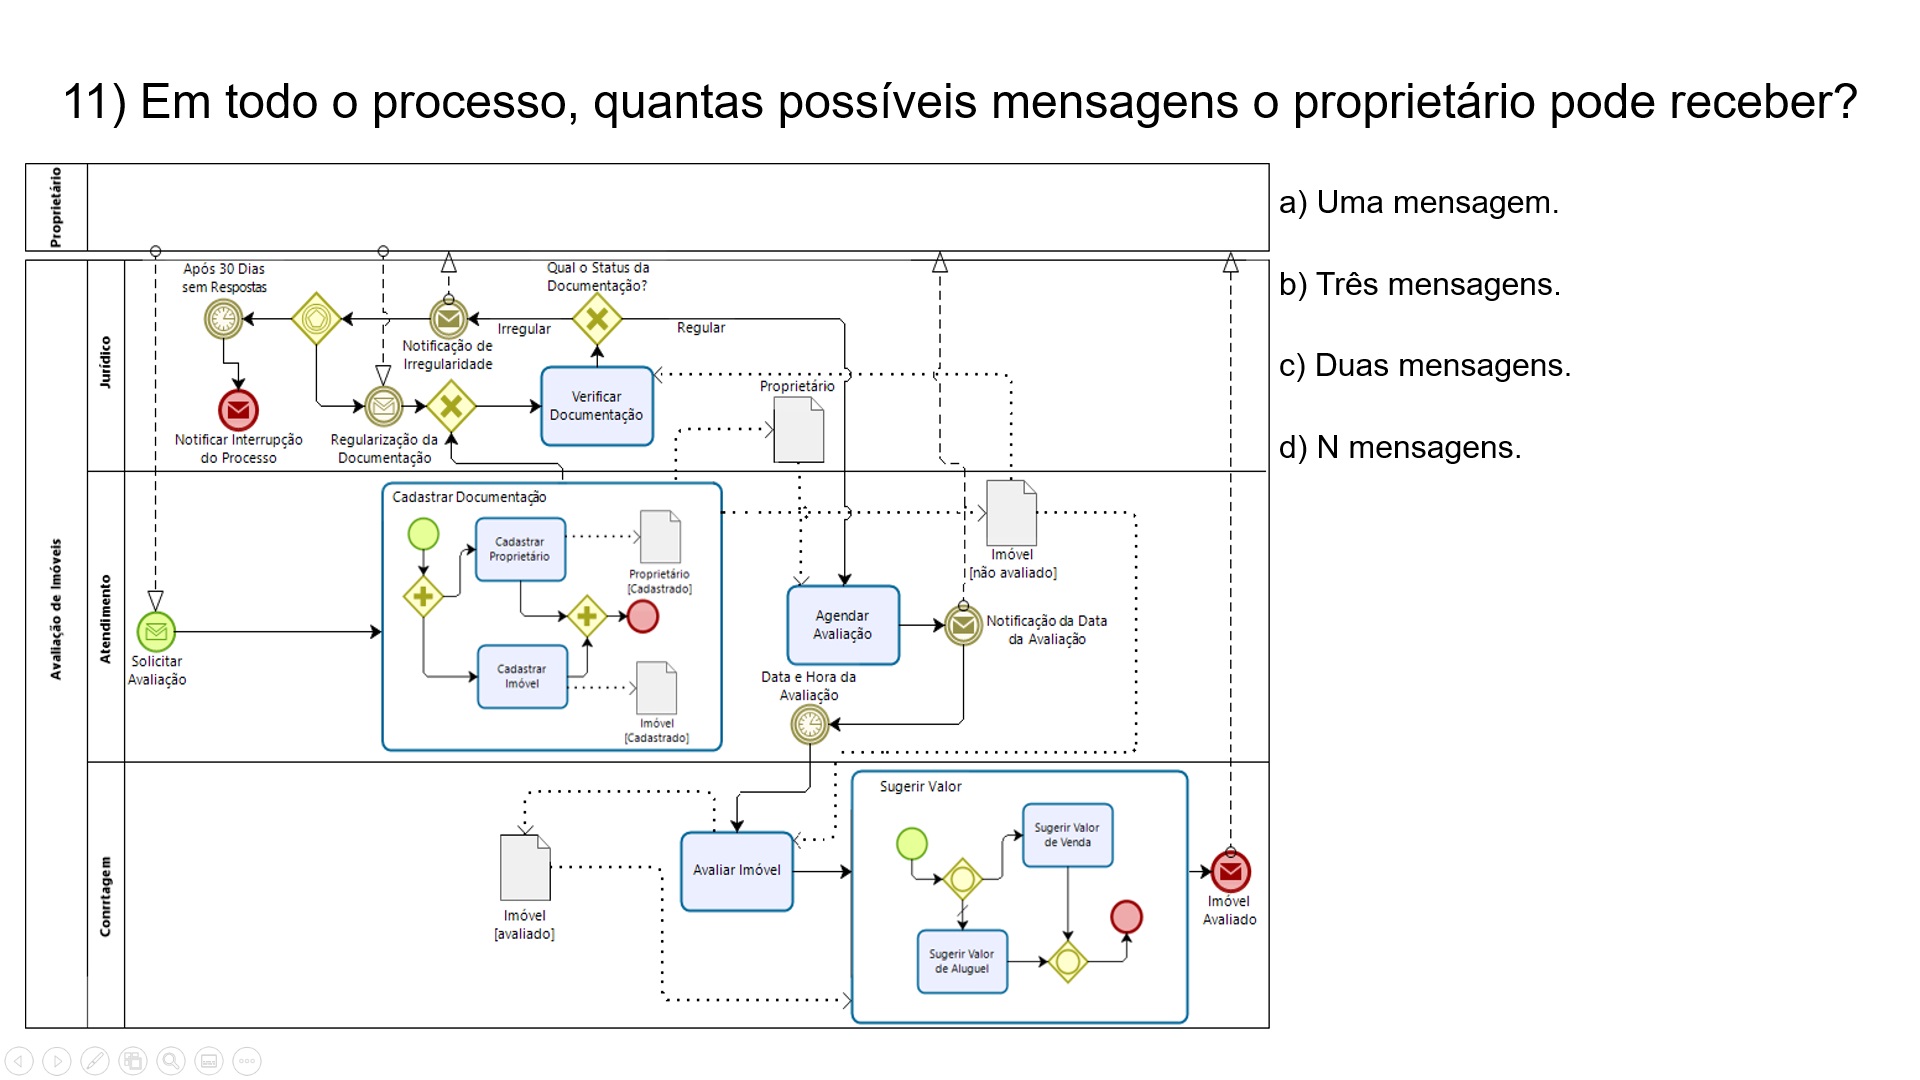 11) Em todo o processo, quantas possíveis mensagens o proprietário pode receber?
a) Uma mensagem.
b) Três mensagens.
c) Duas mensagens.
d) N mensagens.
Proprietário
Avaliação de Imóveis
Jurídico
Após 30 Dias
sem Respostas
Notificar Interrupção
do Processo
Notificação de
Irregularidade
Regularização da
Documentação
Irregular
Qual o Status da
Documentação?
Regular
Verificar
Documentação
Proprietário
Atendimento
Solicitar
Avaliação
Cadastrar Documentação
Cadastrar
Proprietário
Proprietário
[Cadastrado]
Cadastrar
Imóvel
Imóvel
[Cadastrado]
Agendar
Avaliação
Data e Hora da
Avaliação
Notificação da Data
da Avaliação
Imóvel
[não avaliado]
Conrrtagem
Imóvel
[avaliado]
Avaliar Imóvel
Sugerir Valor
Sugerir Valor
de Venda
Sugerir Valor
de Aluguel
Imóvel
Avaliado